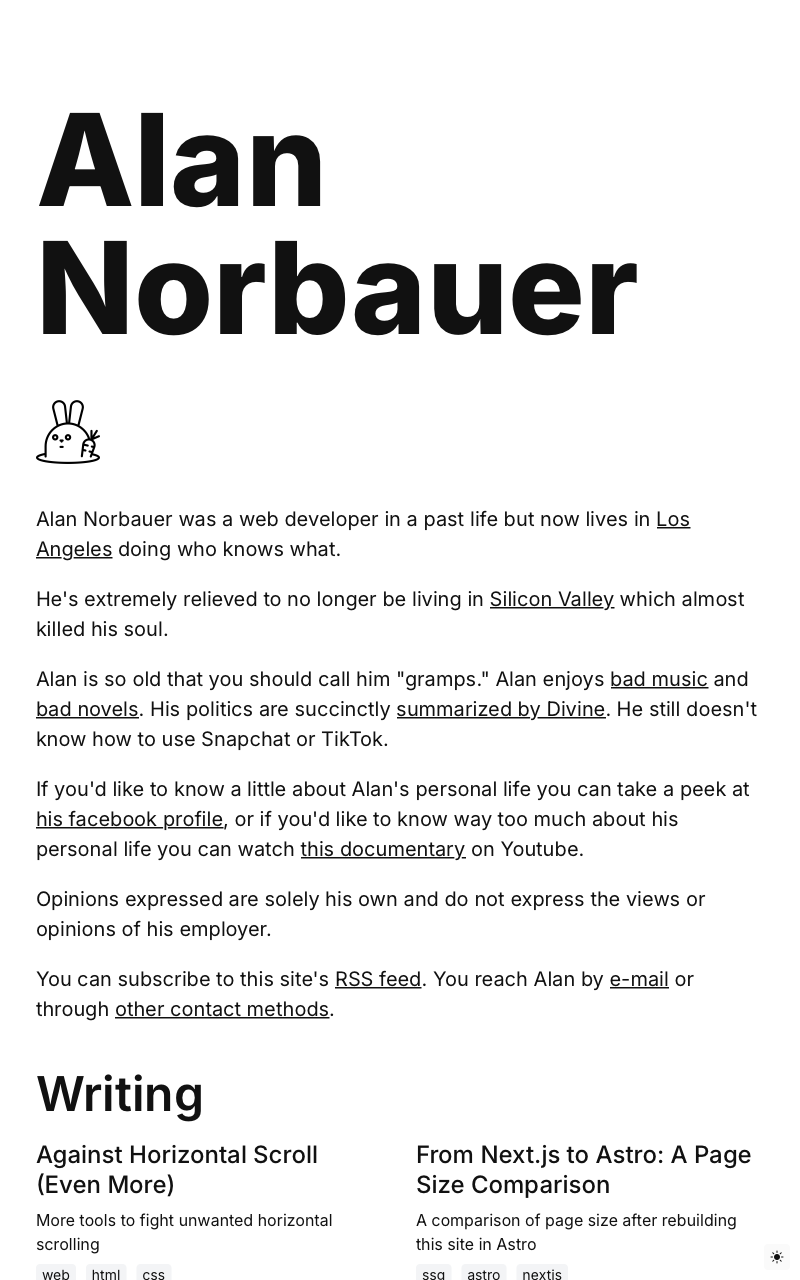 Alan
Norbauer
Alan Norbauer was a web developer in a past life but now lives in Los
Angeles doing who knows what.
He's extremely relieved to no longer be living in Silicon Valley which almost
killed his soul.
Alan is so old that you should call him "gramps." Alan enjoys bad music and
bad novels. His politics are succinctly summarized by Divine. He still doesn't
know how to use Snapchat or TikTok.
If you'd like to know a little about Alan's personal life you can take a peek at
his facebook profile, or if you'd like to know way too much about his
personal life you can watch this documentary on Youtube.
Opinions expressed are solely his own and do not express the views or
opinions of his employer.
You can subscribe to this site's RSS feed. You reach Alan by e-mail or
through other contact methods.
Writing
Against Horizontal Scroll
(Even More)
More tools to fight unwanted horizontal
scrolling
web html css
From Next.js to Astro: A Page
Size Comparison
A comparison of page size after rebuilding
this site in Astro
ssg astro nextjs